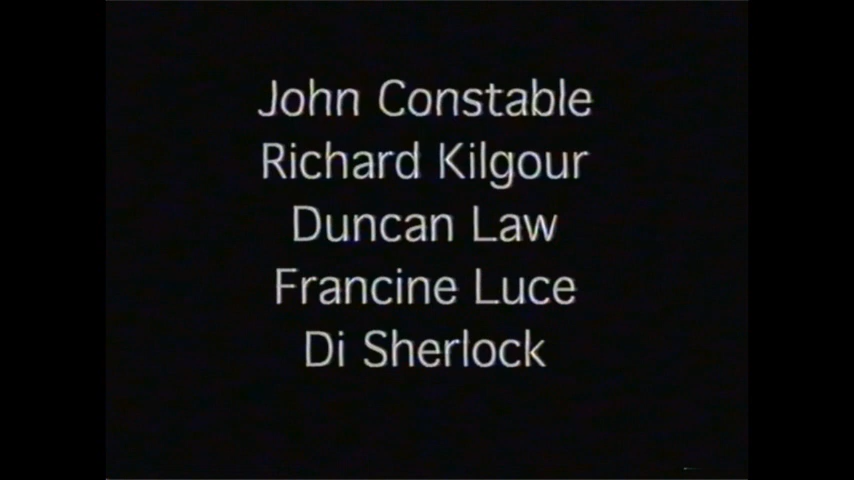 John Constable
Richard Kilgour
Duncan Law
Francine Luce
Di Sherlock